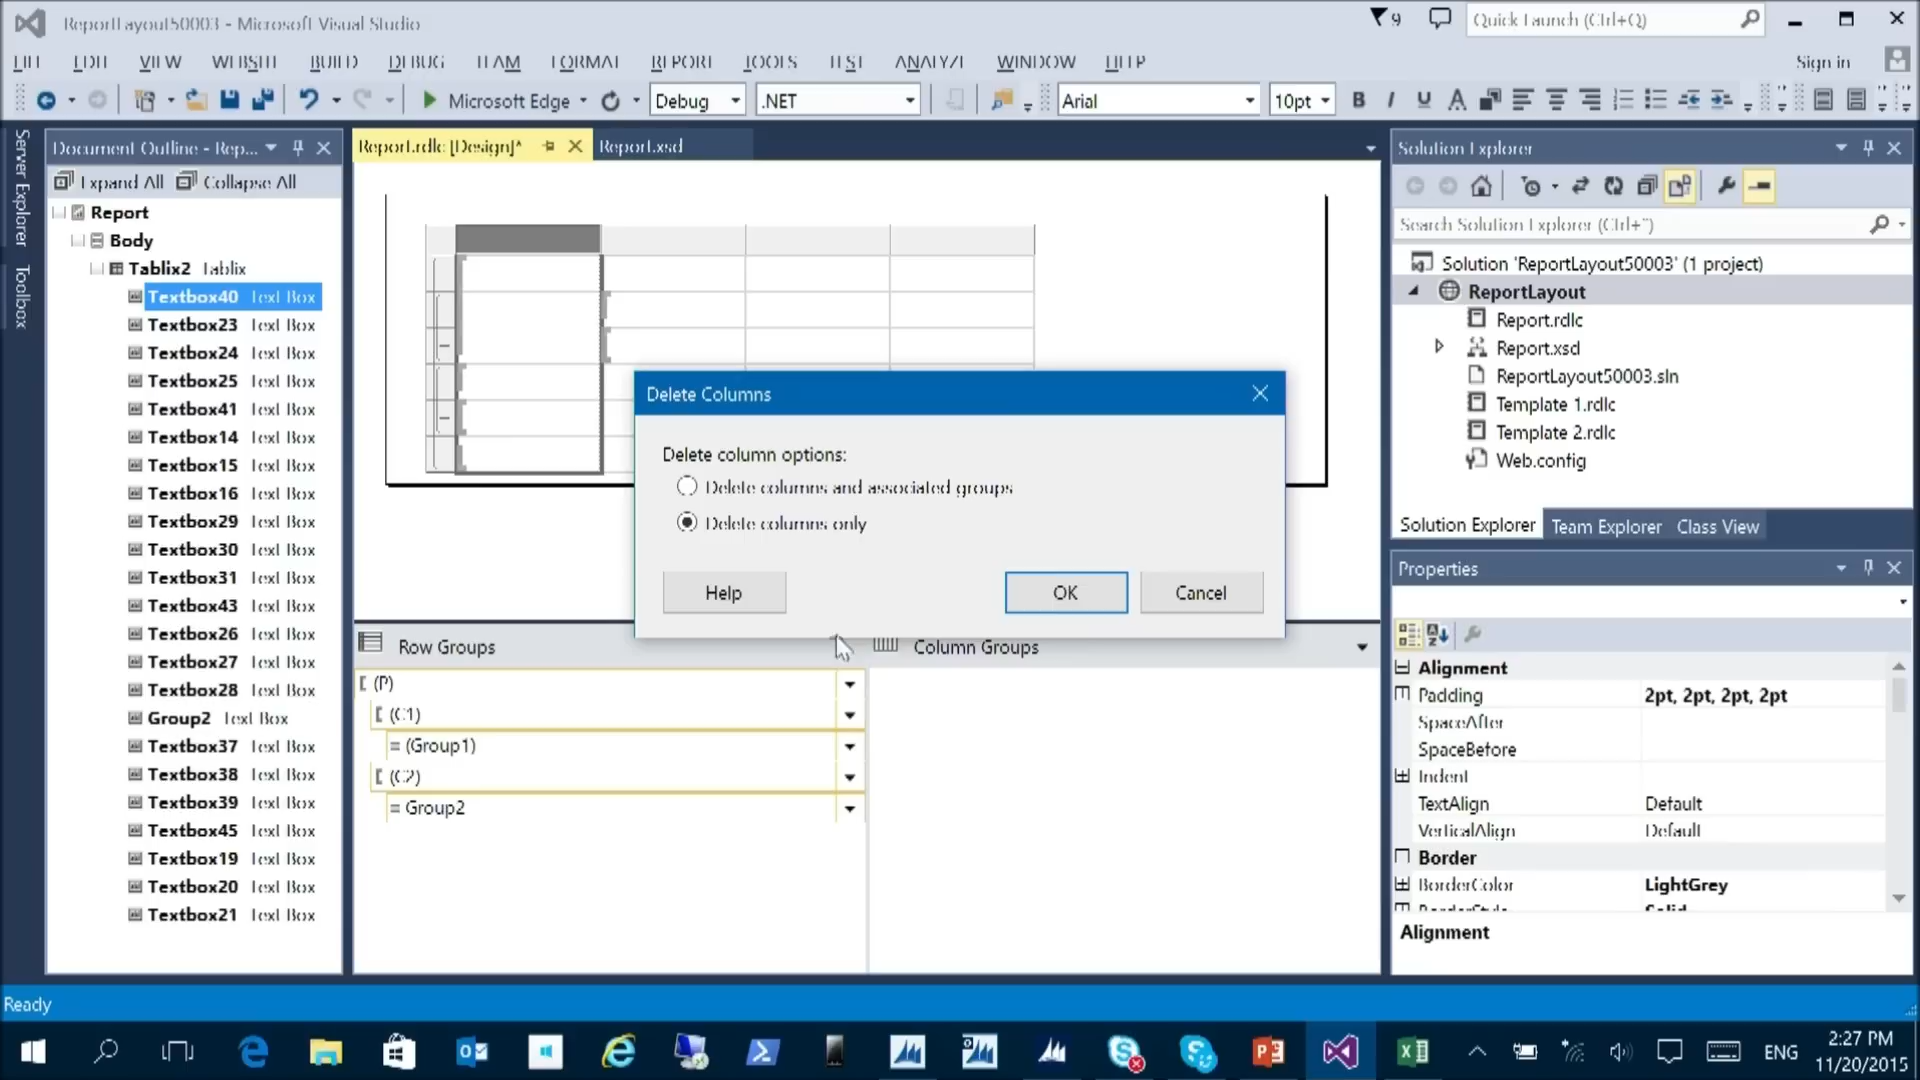 ReportLayout50003 - Microsoft Visual Studio
9
Quick Launch (Ctrl+Q)
FILE EDIT VIEW WEBSITE BUILD DEBUG TEAM FORMAT REPORT TOOLS TEST ANALYZE WINDOW HELP
Sign in
Microsoft Edge
Debug
.NET
Arial
10pt
B I U A
Server Explorer
Toolbox
Document Outline - Rep...
Expand All Collapse All
Report
Body
Tablix2 Tablix
Textbox40 Text Box
Textbox23 Text Box
Textbox24 Text Box
Textbox25 Text Box
Textbox41 Text Box
Textbox14 Text Box
Textbox15 Text Box
Textbox16 Text Box
Textbox29 Text Box
Textbox30 Text Box
Textbox31 Text Box
Textbox43 Text Box
Textbox26 Text Box
Textbox27 Text Box
Textbox28 Text Box
Group2 Text Box
Textbox37 Text Box
Textbox38 Text Box
Textbox39 Text Box
Textbox45 Text Box
Textbox19 Text Box
Textbox20 Text Box
Textbox21 Text Box
Report.rdlc [Design]*
Report.xsd
Delete Columns
Delete column options:
Delete columns and associated groups
Delete columns only
Help
OK
Cancel
Row Groups
(P)
(C1)
(Group1)
(C2)
Group2
Column Groups
Solution Explorer
Search Solution Explorer (Ctrl+")
Solution 'ReportLayout50003' (1 project)
ReportLayout
Report.rdlc
Report.xsd
ReportLayout50003.sln
Template 1.rdlc
Template 2.rdlc
Web.config
Solution Explorer Team Explorer Class View
Properties
Alignment
Padding 2pt, 2pt, 2pt, 2pt
SpaceAfter
SpaceBefore
Indent
TextAlign Default
VerticalAlign Default
Border
BorderColor LightGrey
BorderStyle Solid
Alignment
Ready
ENG
2:27 PM
11/20/2015